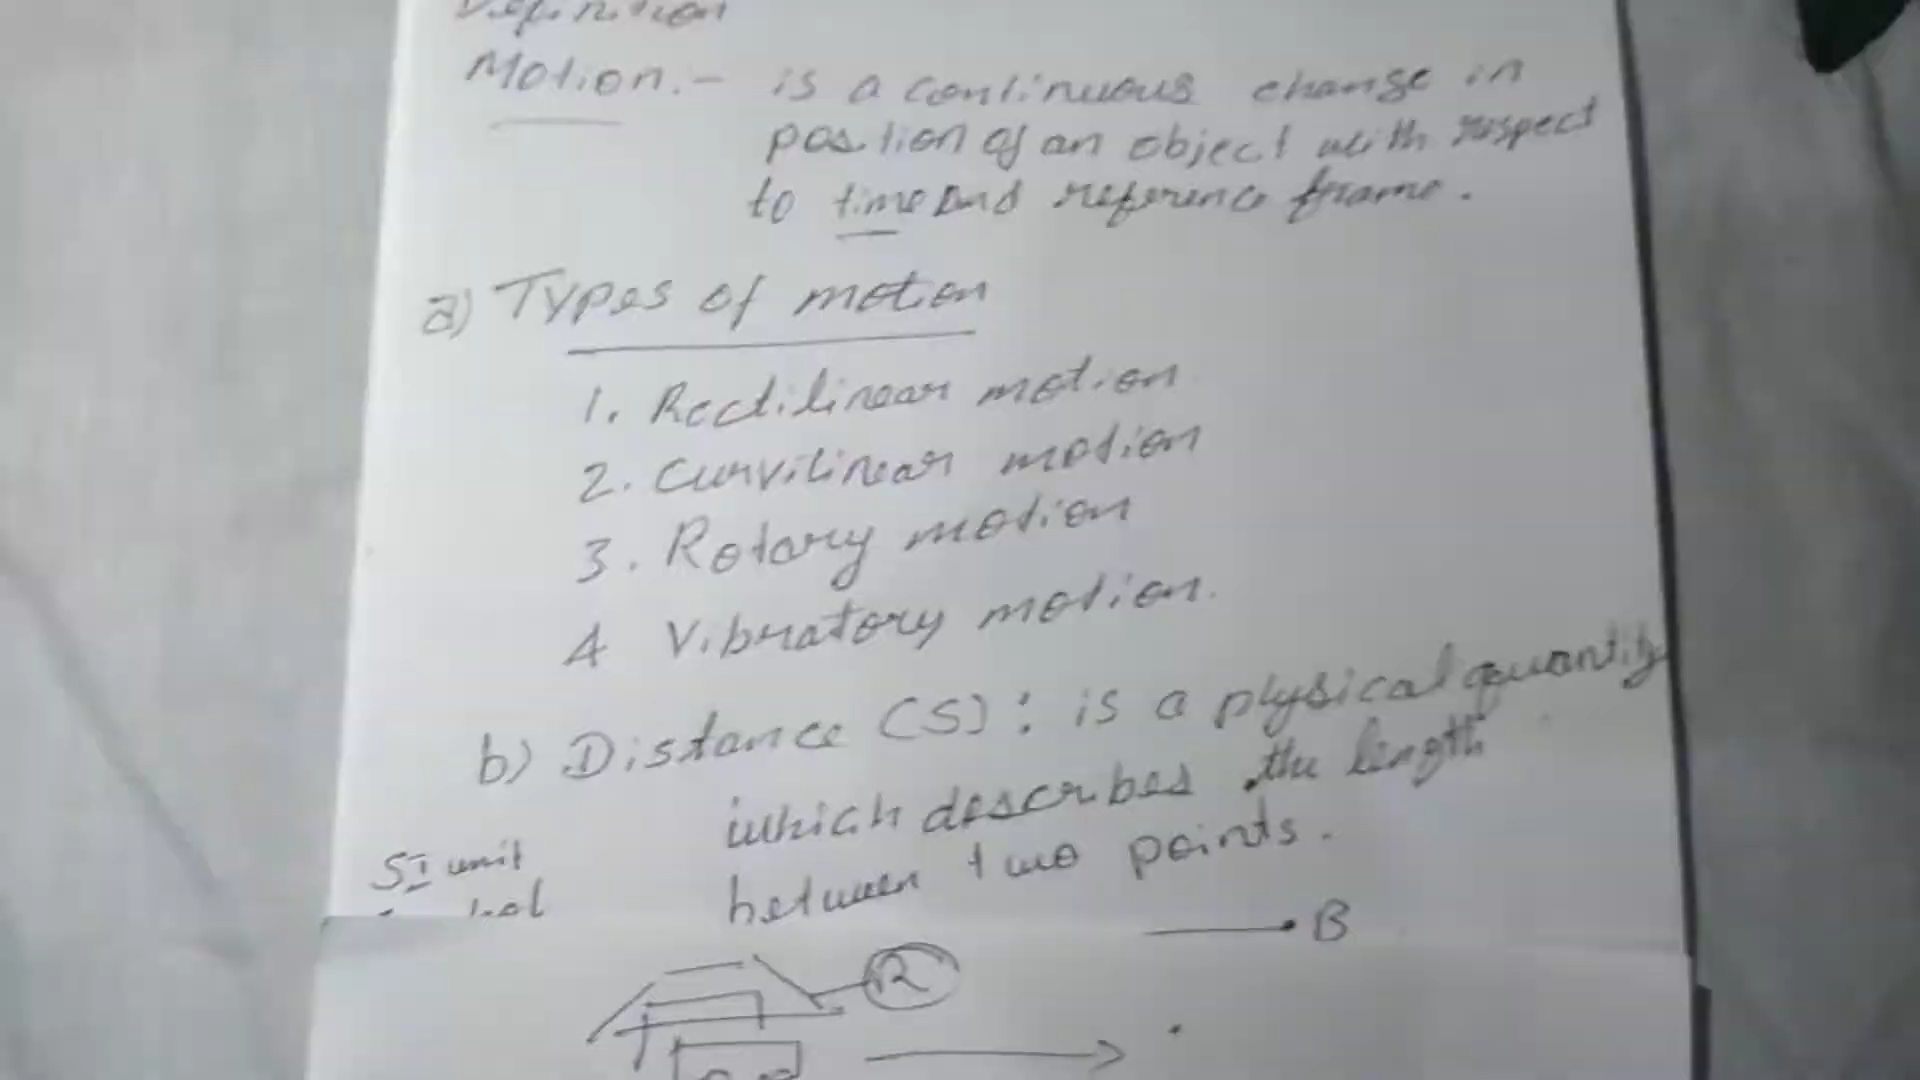 Definition
Motion:- is a continuous change in
position of an object with respect
to time and reference frame.
a) Types of motion
1. Rectilinear motion
2. Curvilinear motion
3. Rotary motion
4 Vibratory motion.
b) Distance (S): is a physical quantity
which describes the length
between two points.
SI unit
B
R